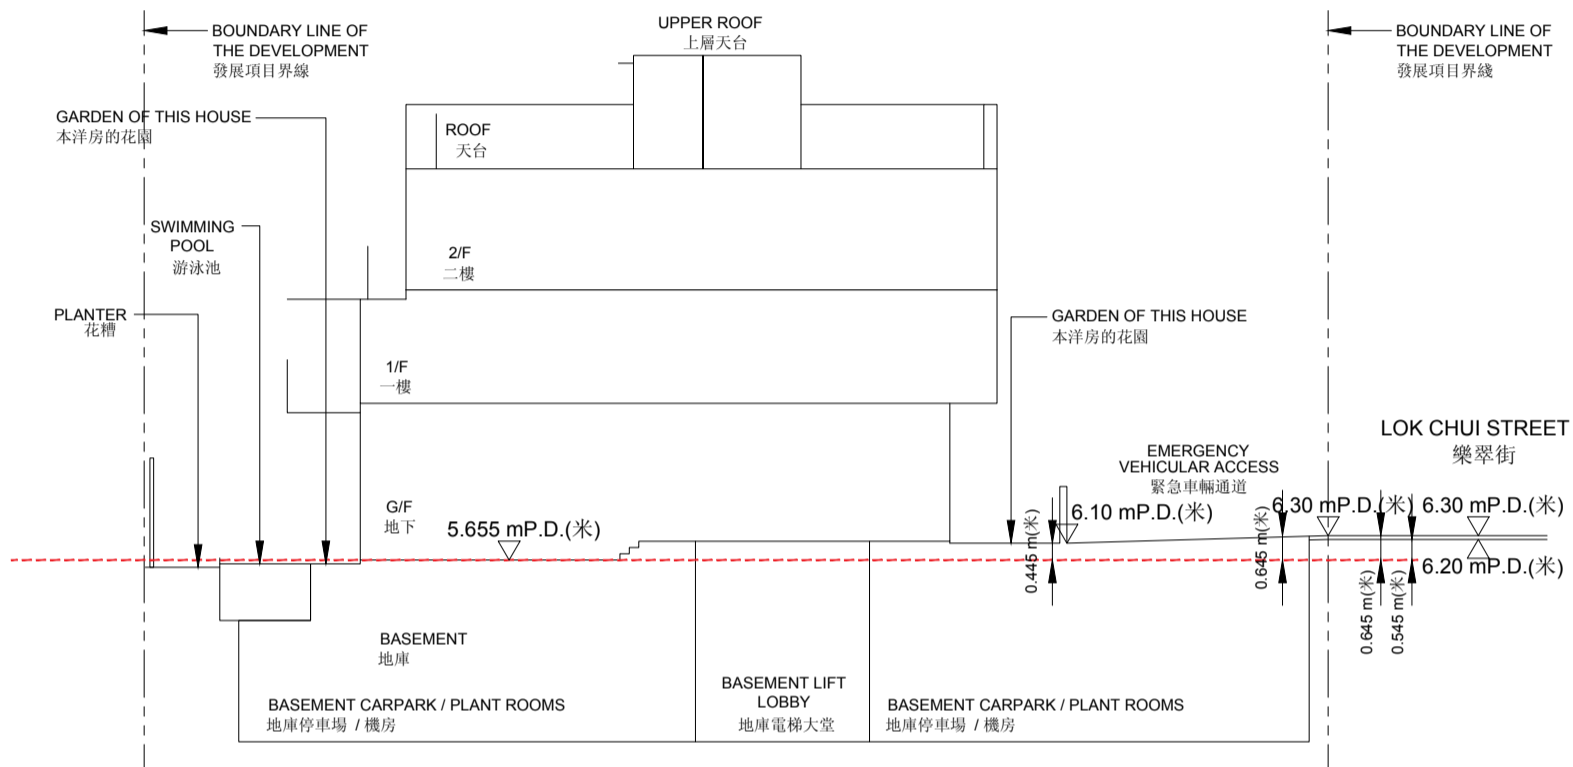 BOUNDARY LINE OF
THE DEVELOPMENT
發展項目界線
UPPER ROOF
上層天台
BOUNDARY LINE OF
THE DEVELOPMENT
發展項目界綫
GARDEN OF THIS HOUSE
本洋房的花園
ROOF
天台
SWIMMING
POOL
游泳池
2/F
二樓
PLANTER
花糟
GARDEN OF THIS HOUSE
本洋房的花園
1/F
一樓
LOK CHUI STREET
樂翠街
EMERGENCY
VEHICULAR ACCESS
緊急車輛通道
G/F
地下
5.655 mP.D.(米)
6.10 mP.D.(米)
6.30 mP.D.(米)
6.30 mP.D.(米)
0.445 m(米)
0.645 m(米)
6.20 mP.D.(米)
0.645 m(米)
0.545 m(米)
BASEMENT
地庫
BASEMENT CARPARK / PLANT ROOMS
地庫停車場 / 機房
BASEMENT LIFT
LOBBY
地庫電梯大堂
BASEMENT CARPARK / PLANT ROOMS
地庫停車場 / 機房